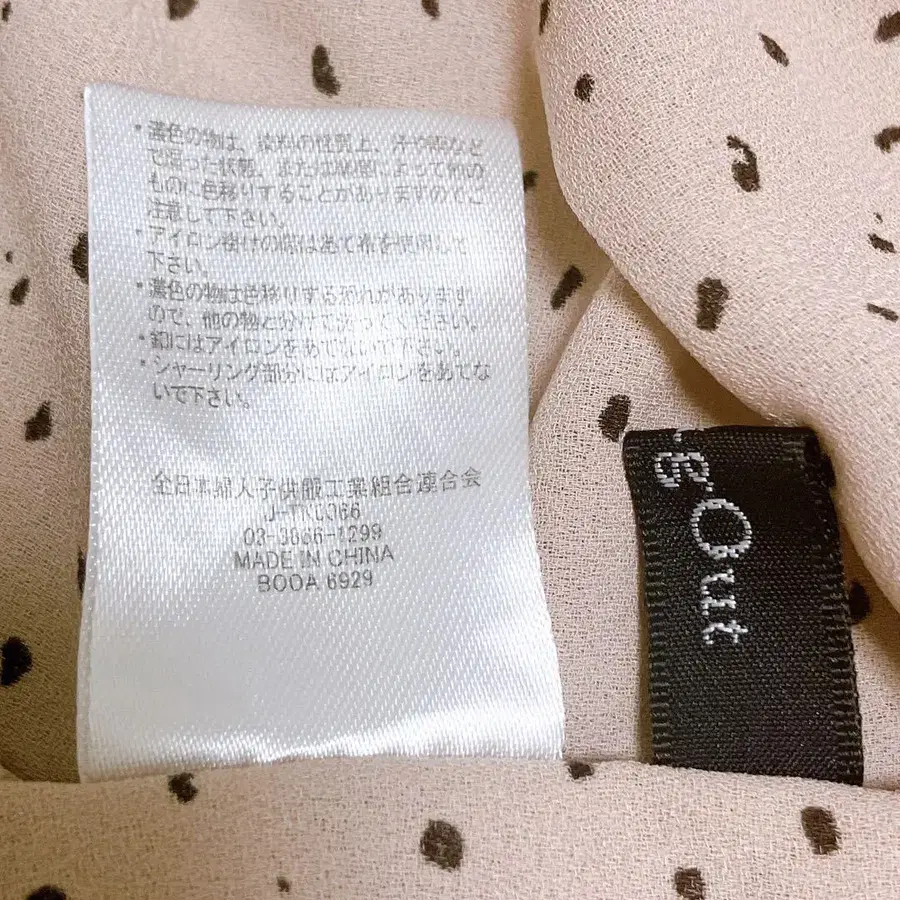 ・濃色の物は、染料の性質上、汗や雨など
で湿った状態、または摩擦によって他の
ものに色移りすることがありますのでご
注意して下さい。
・アイロン掛けの際はあて布を使用して
下さい。
・濃色の物は色移りする恐れがあります
ので、他の物と分けて洗ってください。
・釦にはアイロンをあてないで下さい。
・シャーリング部分にはアイロンをあてな
いで下さい。
全日本婦人子供服工業組合連合会
03-3866-1299
MADE IN CHINA
BOOA 6929
Out